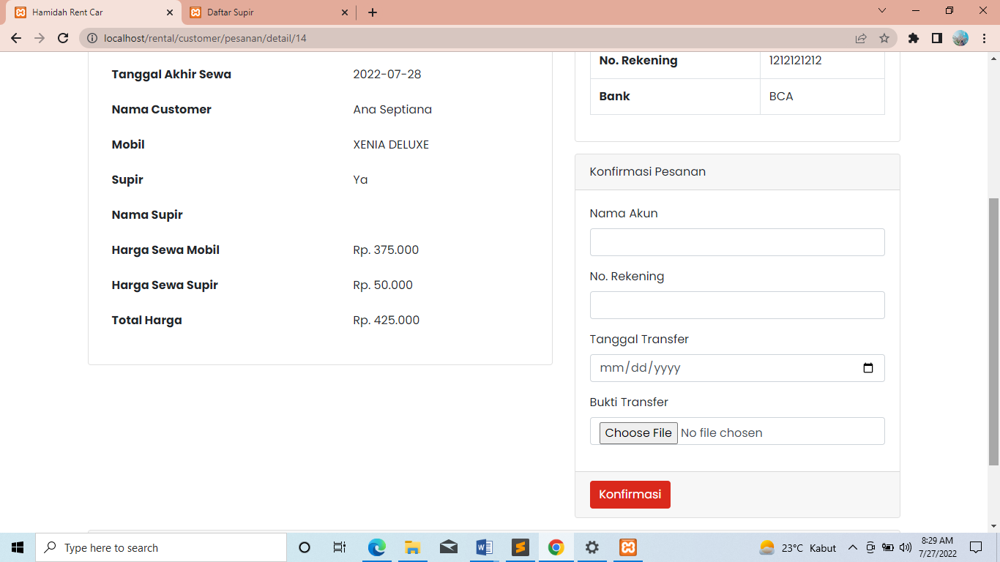 Hamidah Rent Car
Daftar Supir
localhost/rental/customer/pesanan/detail/14
Tanggal Akhir Sewa 2022-07-28
Nama Customer Ana Septiana
Mobil XENIA DELUXE
Supir Ya
Nama Supir
Harga Sewa Mobil Rp. 375.000
Harga Sewa Supir Rp. 50.000
Total Harga Rp. 425.000
No. Rekening 1212121212
Bank BCA
Konfirmasi Pesanan
Nama Akun
No. Rekening
Tanggal Transfer
mm/dd/yyyy
Bukti Transfer
Choose File No file chosen
Konfirmasi
Type here to search
23°C Kabut
8:29 AM
7/27/2022